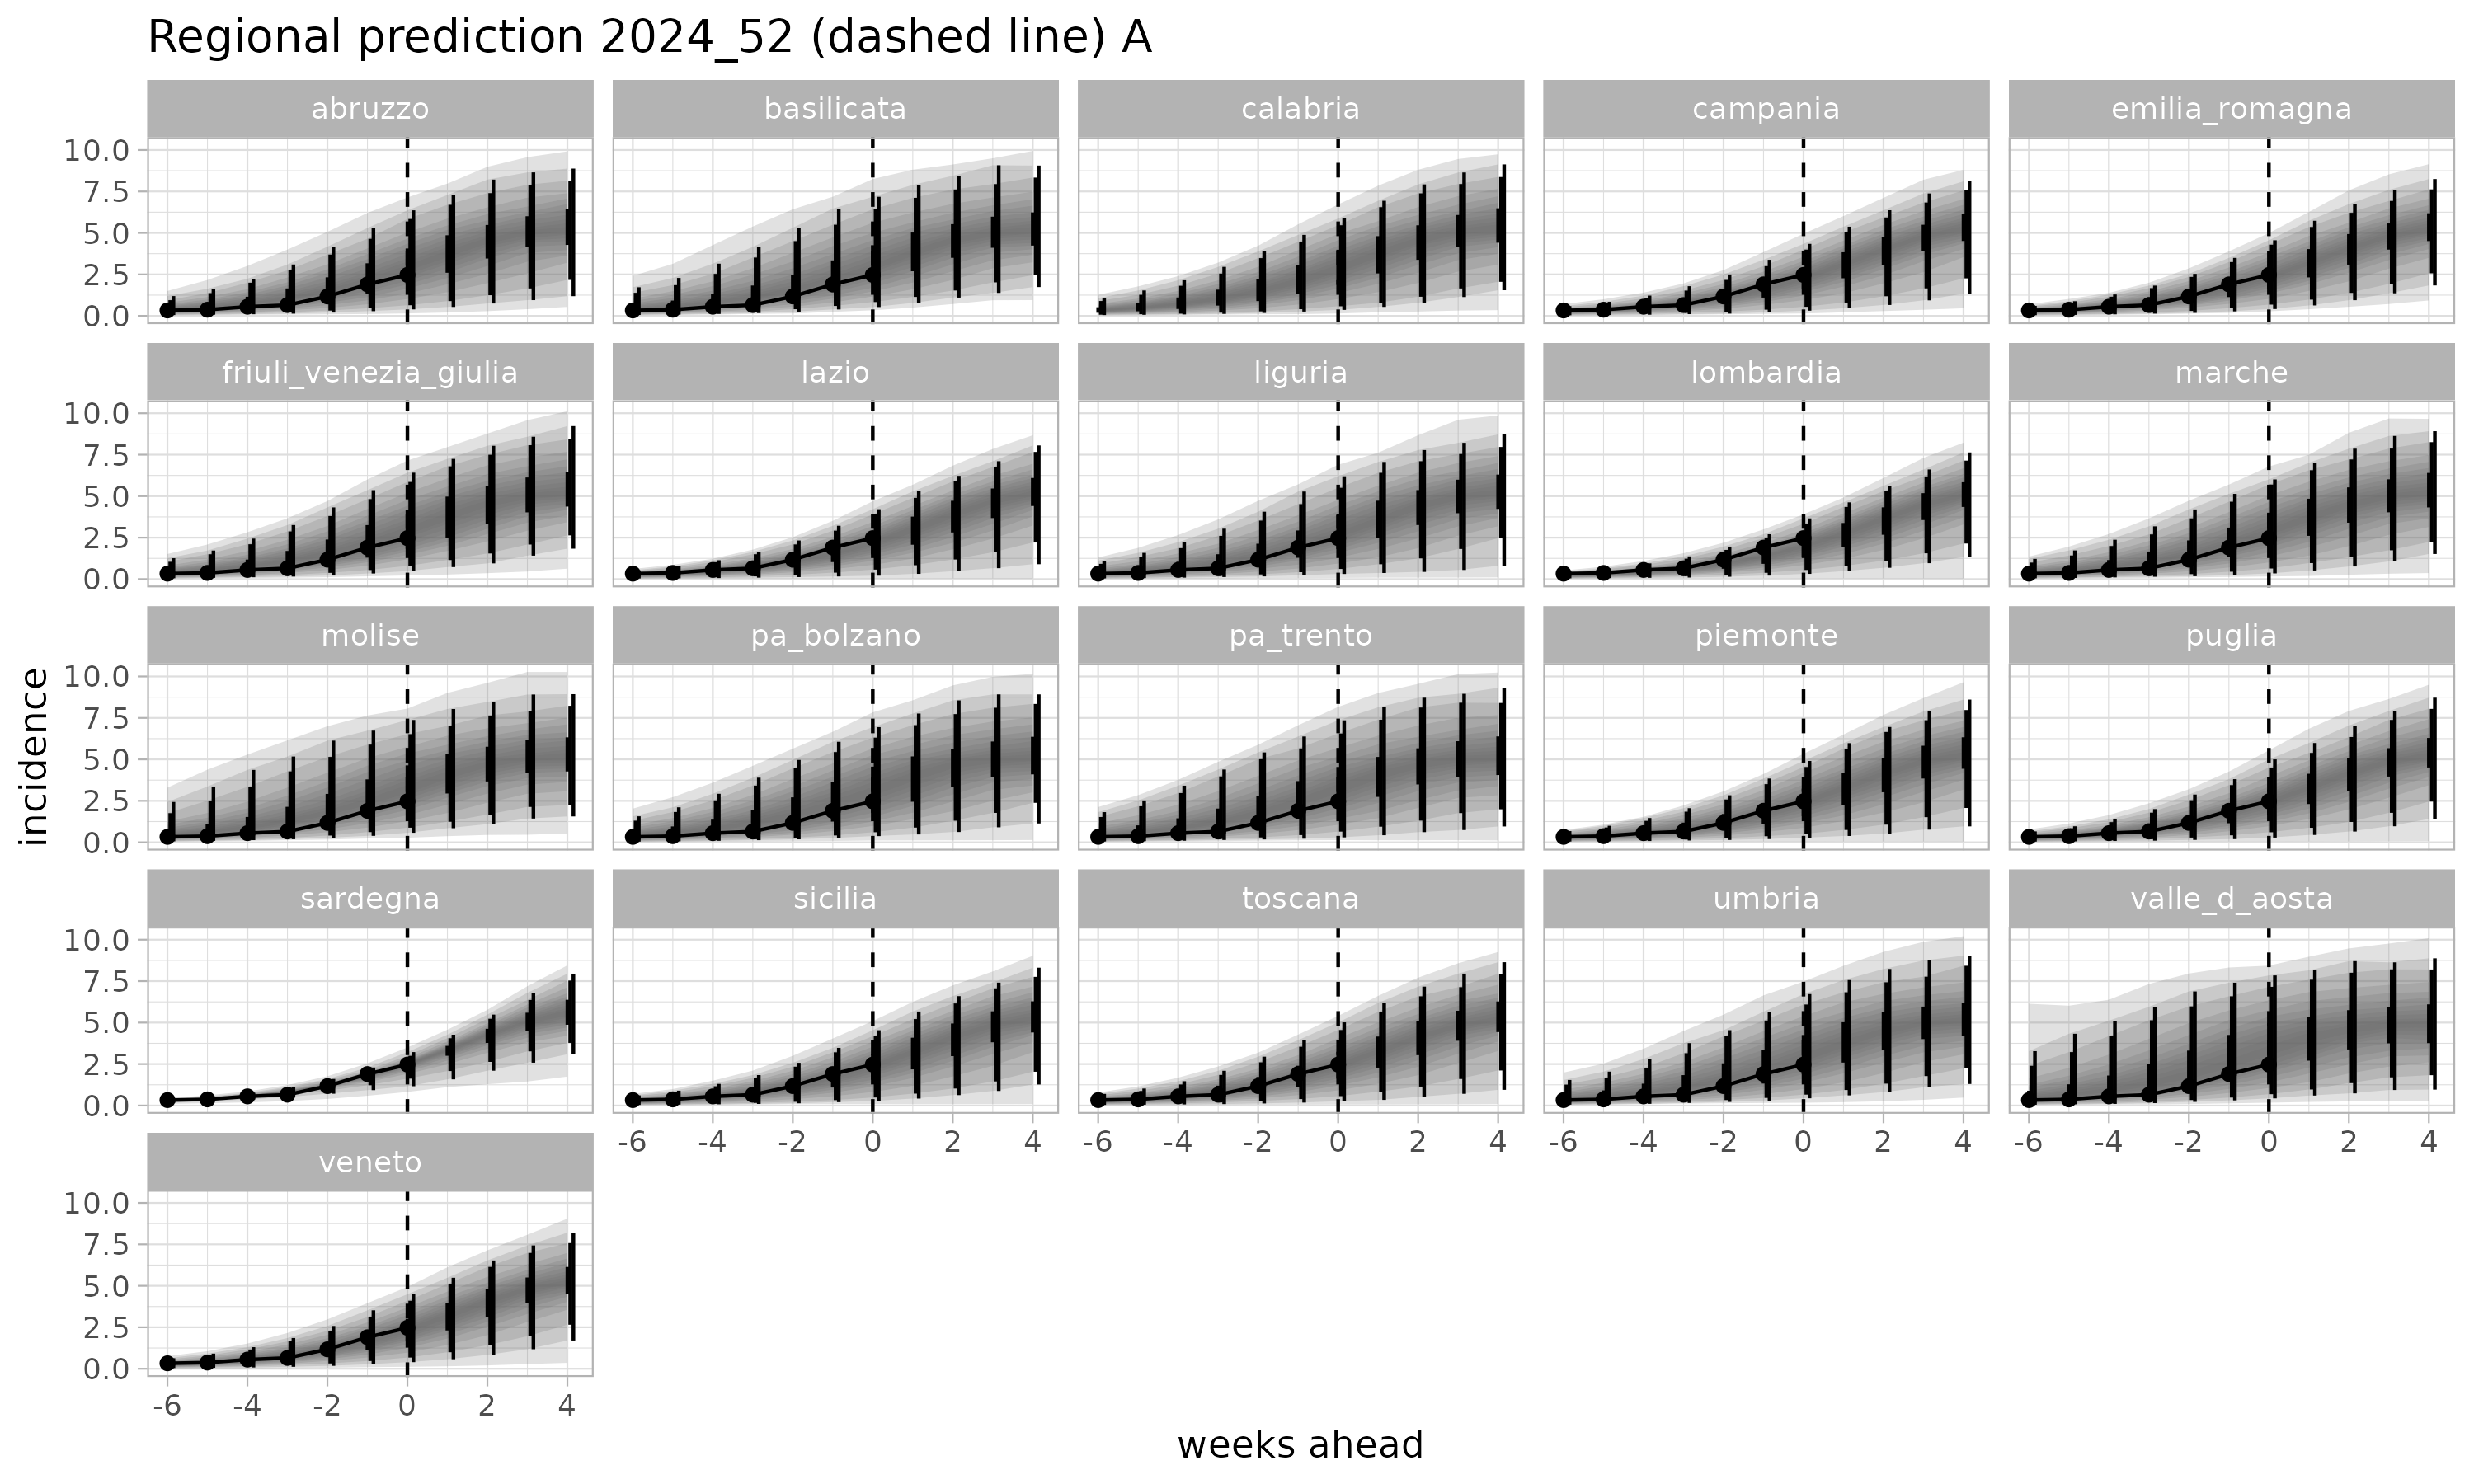 Regional prediction 2024_52 (dashed line) A
abruzzo basilicata calabria campania emilia_romagna
10.0
7.5
5.0
2.5
0.0
friuli_venezia_giulia lazio liguria lombardia marche
10.0
7.5
5.0
2.5
0.0
molise pa_bolzano pa_trento piemonte puglia
10.0
7.5
5.0
2.5
0.0
incidence
sardegna sicilia toscana umbria valle_d_aosta
10.0
7.5
5.0
2.5
0.0
-6 -4 -2 0 2 4 -6 -4 -2 0 2 4 -6 -4 -2 0 2 4 -6 -4 -2 0 2 4
veneto
10.0
7.5
5.0
2.5
0.0
-6 -4 -2 0 2 4
weeks ahead